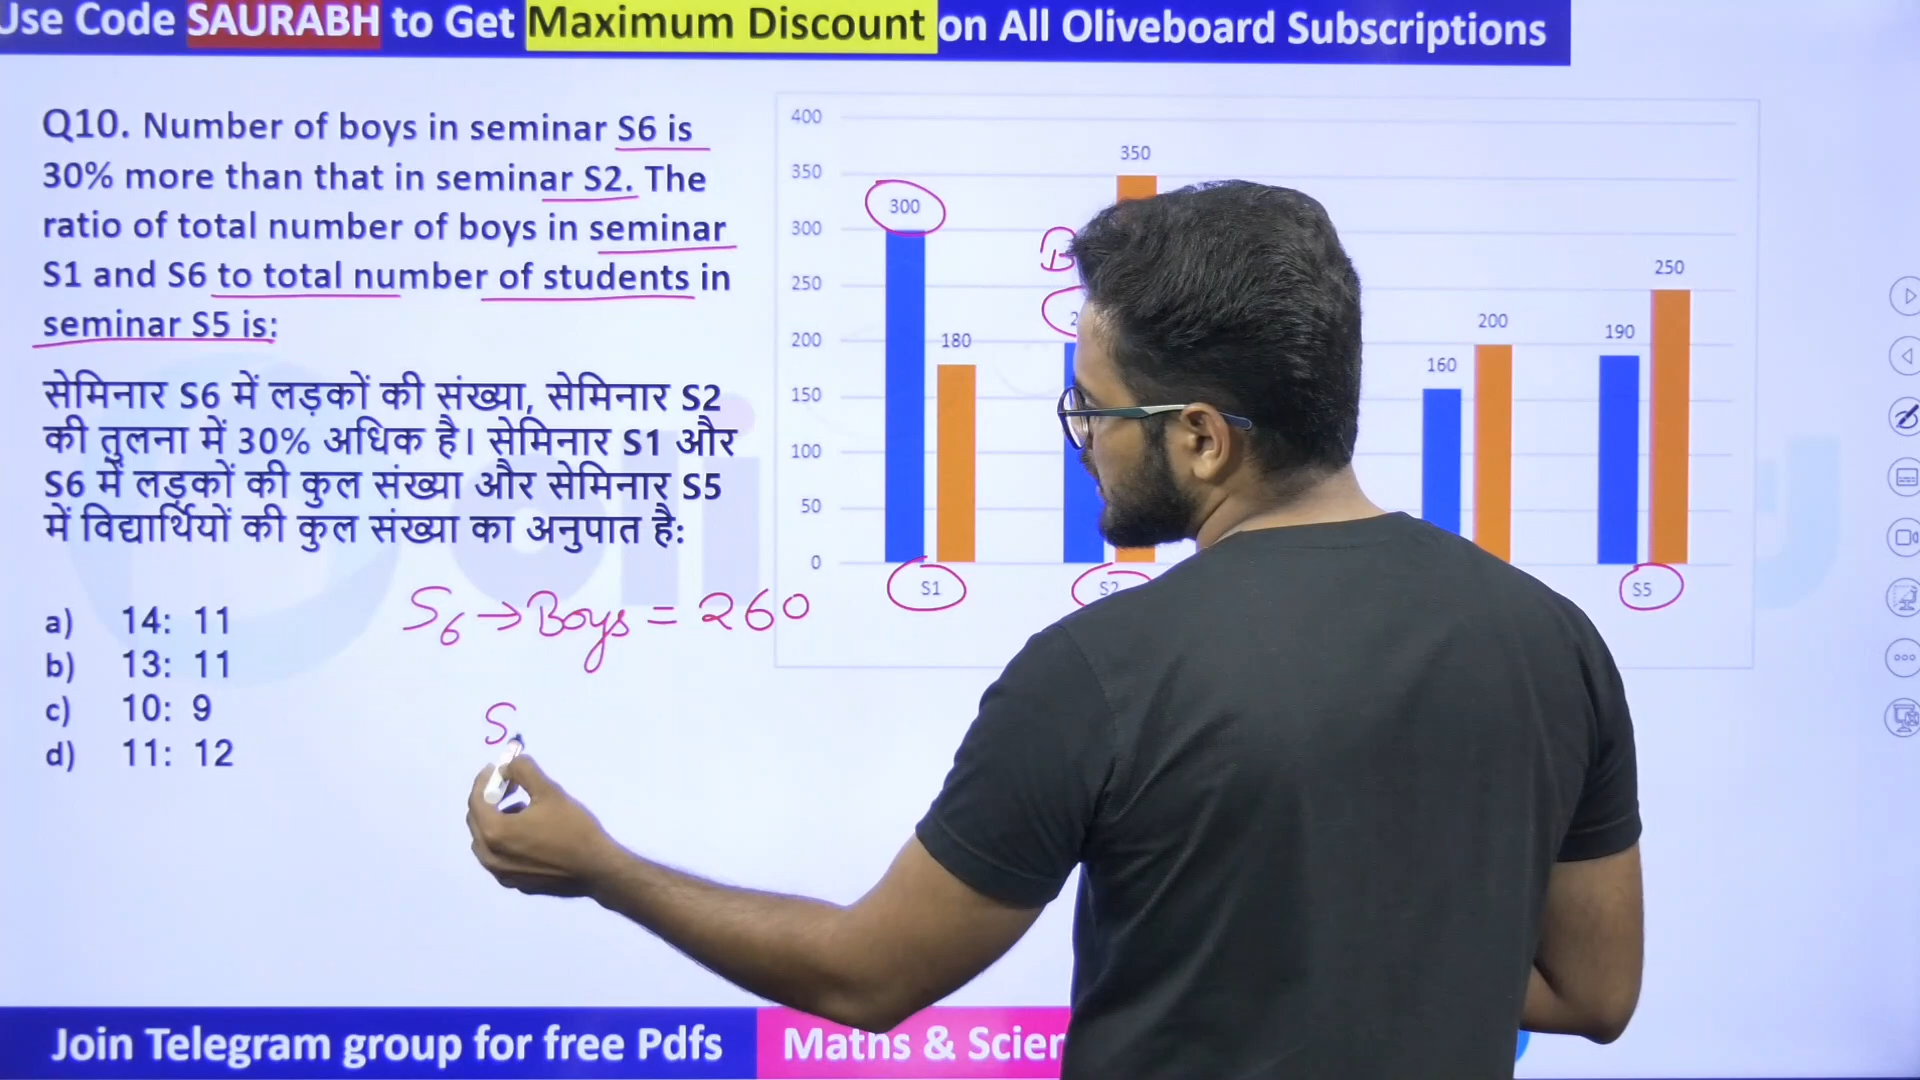 Use Code SAURABH to Get Maximum Discount on All Oliveboard Subscriptions
Q10. Number of boys in seminar S6 is
30% more than that in seminar S2. The
ratio of total number of boys in seminar
S1 and S6 to total number of students in
seminar S5 is:
सेमिनार S6 में लड़कों की संख्या, सेमिनार S2
की तुलना में 30% अधिक है। सेमिनार S1 और
S6 में लड़कों की कुल संख्या और सेमिनार S5
में विद्यार्थियों की कुल संख्या का अनुपात है:
a) 14: 11
b) 13: 11
c) 10: 9
d) 11: 12
S6 → Boys = 260
S
400
350
300
250
200
150
100
50
0
300
180
350
B
160
200
190
250
S1
S2
S5
Join Telegram group for free Pdfs
Maths &